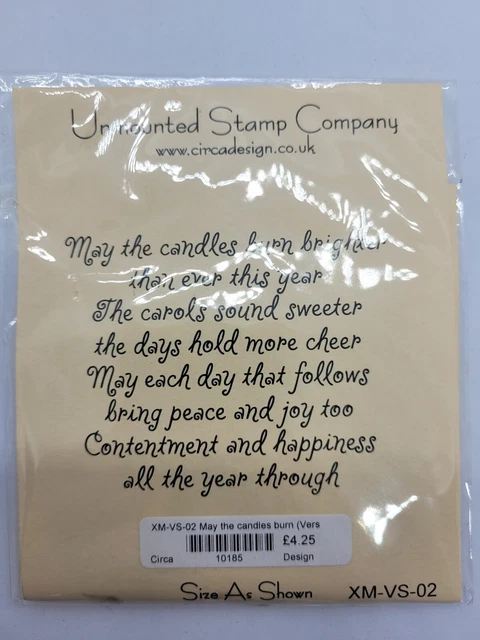 Unmounted Stamp Company
www.circadesign.co.uk
May the candles burn brighter
than ever this year
The carols sound sweeter
the days hold more cheer
May each day that follows
bring peace and joy too
Contentment and happiness
all the year through
XM-VS-02 May the candles burn (Vers
£4.25
Circa 10185 Design
Size As Shown XM-VS-02